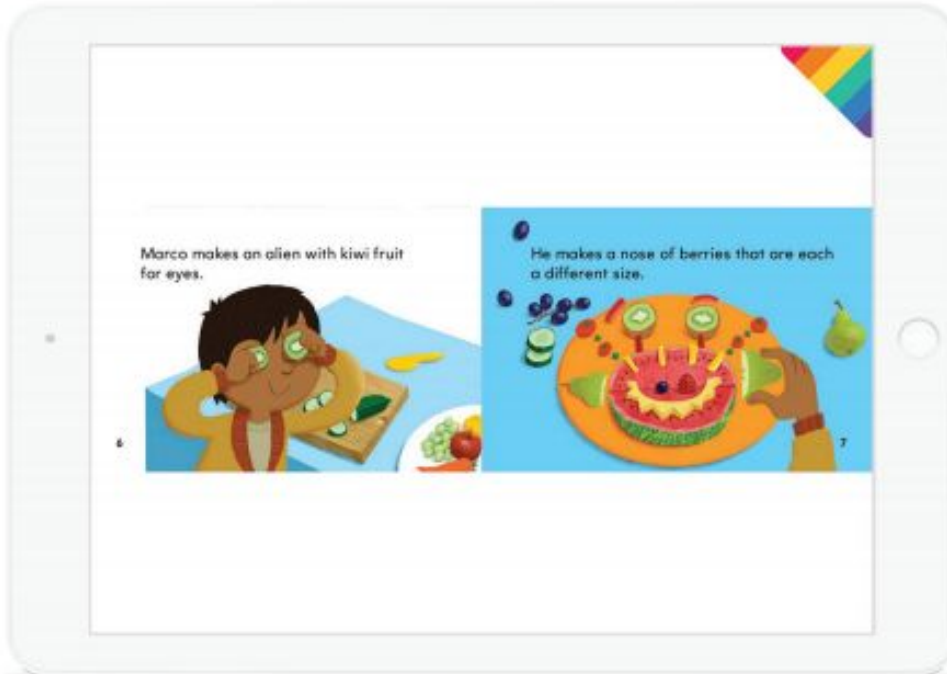 Marco makes an alien with kiwi fruit
for eyes.
6
He makes a nose of berries that are each
a different size.
7